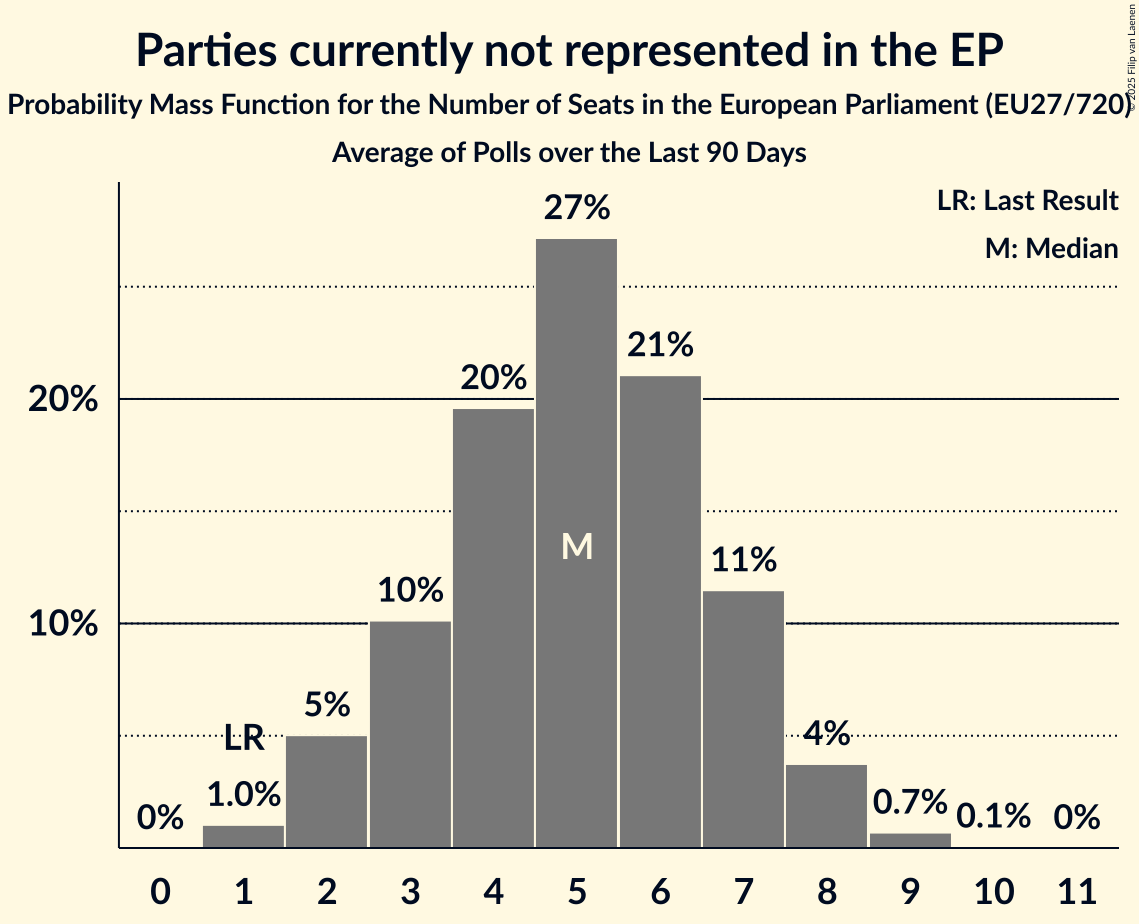 Parties currently not represented in the EP
Probability Mass Function for the Number of Seats in the European Parliament (EU27/720)
Average of Polls over the Last 90 Days
© 2025 Filip van Laenen
LR: Last Result
M: Median
20%
10%
0%
LR
1.0%
5%
10%
20%
27%
M
21%
11%
4%
0.7%
0.1%
0%
0 1 2 3 4 5 6 7 8 9 10 11